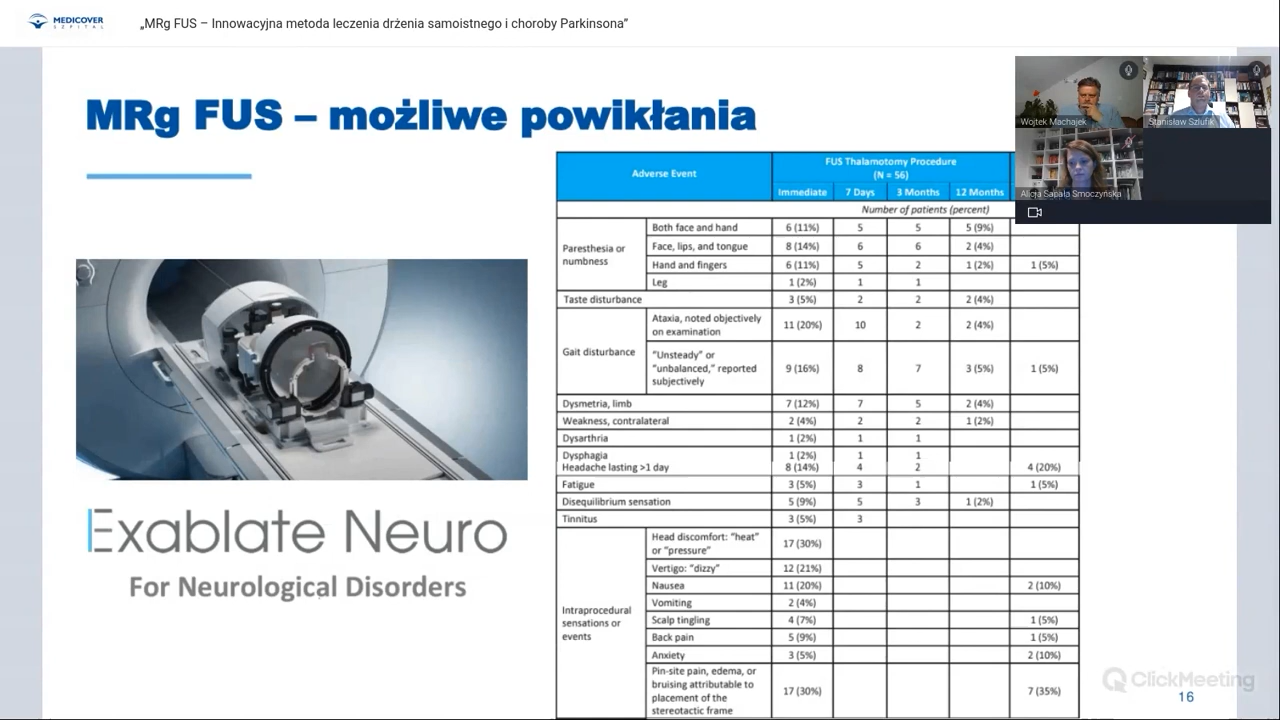 MEDICOVER
SZPITAL
„MRg FUS – Innowacyjna metoda leczenia drżenia samoistnego i choroby Parkinsona”
MRg FUS – możliwe powikłania
Wojtek Machajek
Stanisław Szlufik
Alicja Sapała Smoczyńska
Exablate Neuro
For Neurological Disorders
Adverse Event
FUS Thalamotomy Procedure
(N = 56)
Immediate 7 Days 3 Months 12 Months
Number of patients (percent)
Paresthesia or
numbness
Both face and hand 6 (11%) 5 5 5 (9%)
Face, lips, and tongue 8 (14%) 6 6 2 (4%)
Hand and fingers 6 (11%) 5 2 1 (2%) 1 (5%)
Leg 1 (2%) 1 1
Taste disturbance 3 (5%) 2 2 2 (4%)
Gait disturbance
Ataxia, noted objectively
on examination 11 (20%) 10 2 2 (4%)
"Unsteady" or
"unbalanced," reported
subjectively 9 (16%) 8 7 3 (5%) 1 (5%)
Dysmetria, limb 7 (12%) 7 5 2 (4%)
Weakness, contralateral 2 (4%) 2 2 1 (2%)
Dysarthria 1 (2%) 1 1
Dysphagia 1 (2%) 1 1
Headache lasting >1 day 8 (14%) 4 2 4 (20%)
Fatigue 3 (5%) 3 1 1 (5%)
Disequilibrium sensation 5 (9%) 5 3 1 (2%)
Tinnitus 3 (5%) 3
Intraprocedural
sensations or
events
Head discomfort: "heat"
or "pressure" 17 (30%)
Vertigo: "dizzy" 12 (21%)
Nausea 11 (20%) 2 (10%)
Vomiting 2 (4%)
Scalp tingling 4 (7%) 1 (5%)
Back pain 5 (9%) 1 (5%)
Anxiety 3 (5%) 2 (10%)
Pin-site pain, edema, or
bruising attributable to
placement of the
stereotactic frame 17 (30%) 7 (35%)
ClickMeeting
16